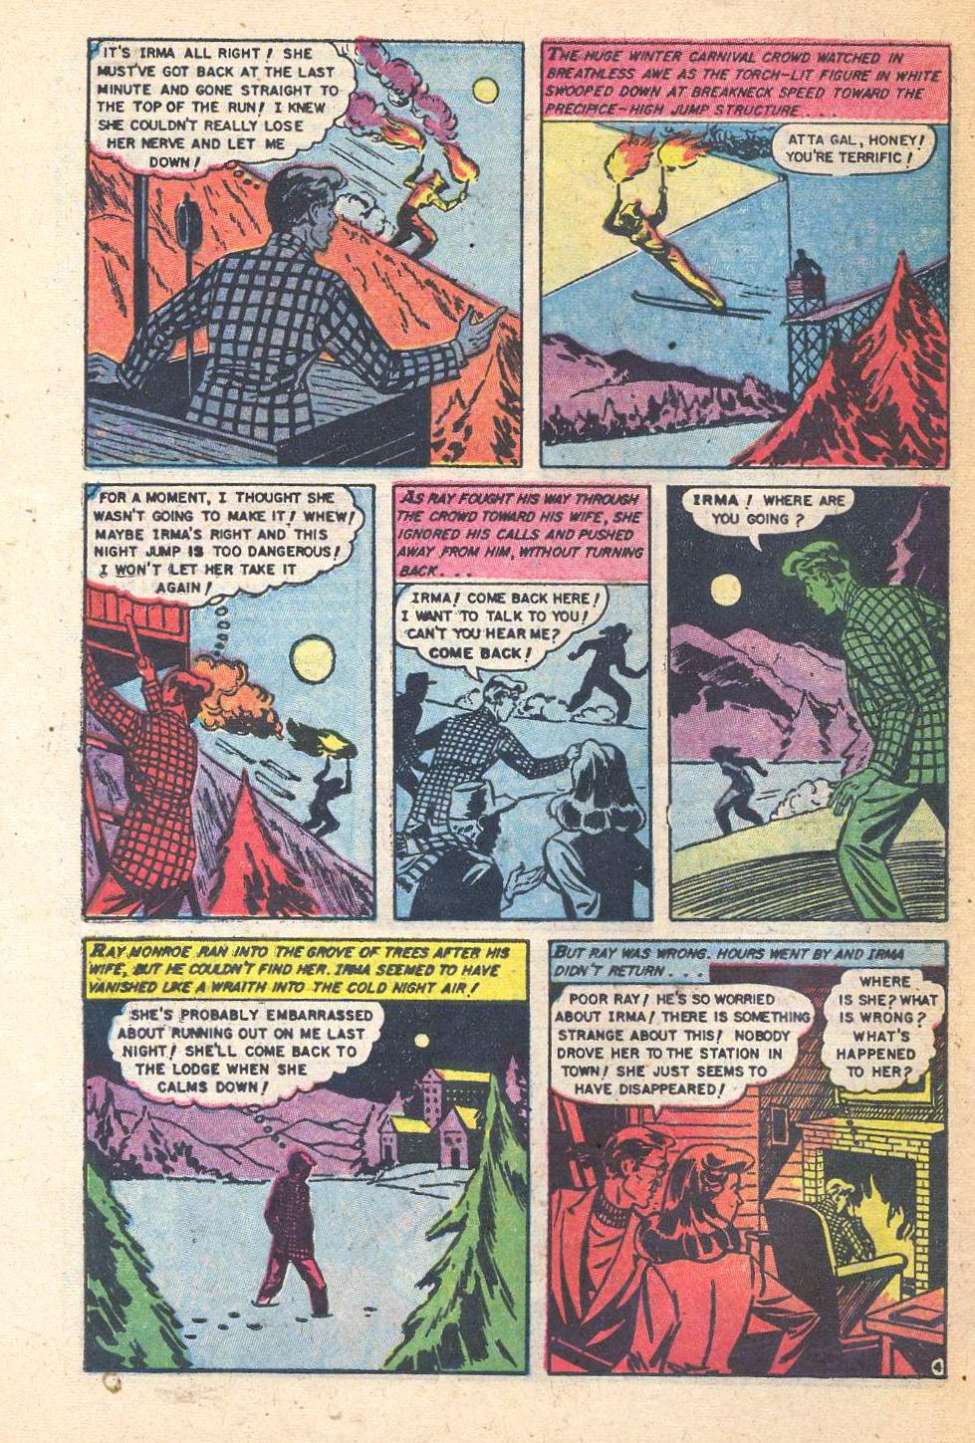 IT'S IRMA ALL RIGHT! SHE
MUST'VE GOT BACK AT THE LAST
MINUTE AND GONE STRAIGHT TO
THE TOP OF THE RUN! I KNEW
SHE COULDN'T REALLY LOSE
HER NERVE AND LET ME
DOWN!
THE HUGE WINTER CARNIVAL CROWD WATCHED IN
BREATHLESS AWE AS THE TORCH-LIT FIGURE IN WHITE
SWOOPED DOWN AT BREAKNECK SPEED TOWARD THE
PRECIPICE-HIGH JUMP STRUCTURE...
ATTA GAL, HONEY!
YOU'RE TERRIFIC!
FOR A MOMENT, I THOUGHT SHE
WASN'T GOING TO MAKE IT! WHEW!
MAYBE IRMA'S RIGHT AND THIS
NIGHT JUMP IS TOO DANGEROUS!
I WON'T LET HER TAKE IT
AGAIN!
AS RAY FOUGHT HIS WAY THROUGH
THE CROWD TOWARD HIS WIFE, SHE
IGNORED HIS CALLS AND PUSHED
AWAY FROM HIM, WITHOUT TURNING
BACK...
IRMA! COME BACK HERE!
I WANT TO TALK TO YOU!
CAN'T YOU HEAR ME?
COME BACK!
IRMA! WHERE ARE
YOU GOING?
RAY MONROE RAN INTO THE GROVE OF TREES AFTER HIS
WIFE, BUT HE COULDN'T FIND HER. IRMA SEEMED TO HAVE
VANISHED LIKE A WRAITH INTO THE COLD NIGHT AIR!
SHE'S PROBABLY EMBARRASSED
ABOUT RUNNING OUT ON ME LAST
NIGHT! SHE'LL COME BACK TO
THE LODGE WHEN SHE
CALMS DOWN!
BUT RAY WAS WRONG. HOURS WENT BY AND IRMA
DIDN'T RETURN...
POOR RAY! HE'S SO WORRIED
ABOUT IRMA! THERE IS SOMETHING
STRANGE ABOUT THIS! NOBODY
DROVE HER TO THE STATION IN
TOWN! SHE JUST SEEMS TO
HAVE DISAPPEARED!
WHERE
IS SHE? WHAT
IS WRONG?
WHAT'S
HAPPENED
TO HER?
4